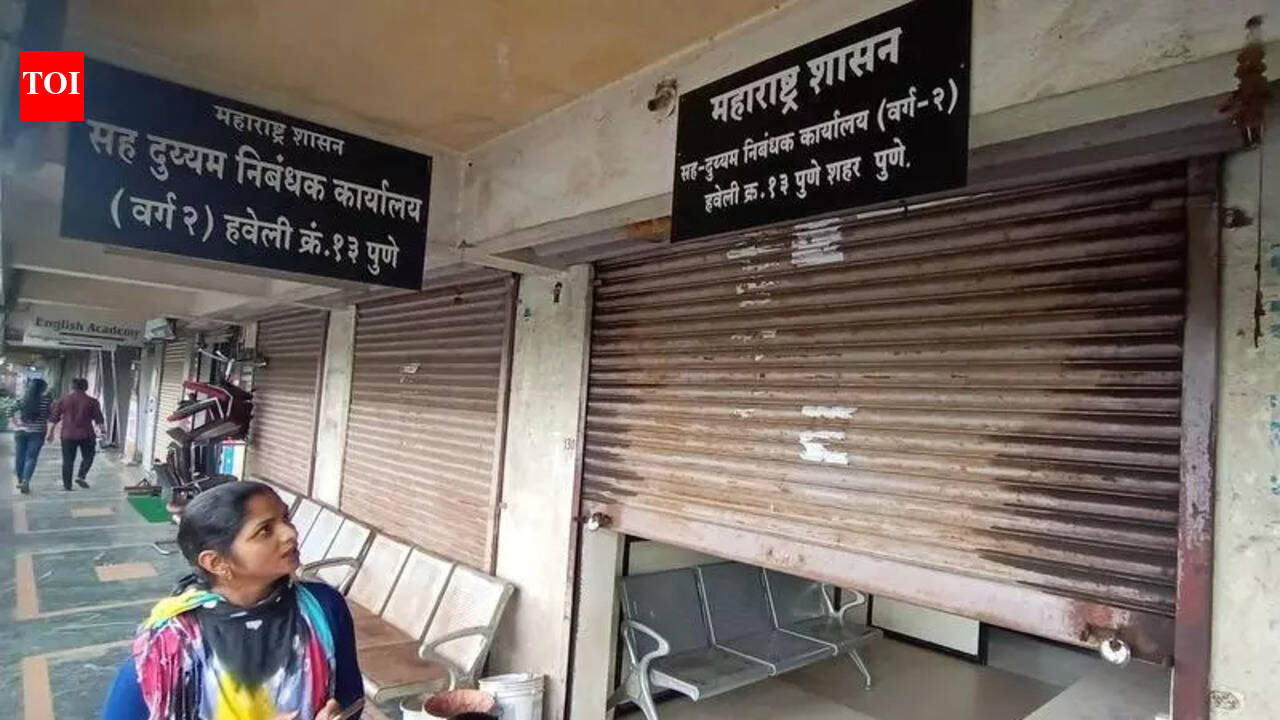 TOI
महाराष्ट्र शासन
सह दुय्यम निबंधक कार्यालय
( वर्ग २ ) हवेली क्रं.१३ पुणे
महाराष्ट्र शासन
सह-दुय्यम निबंधक कार्यालय (वर्ग-२)
हवेली क्र.१३ पुणे शहर पुणे.
English Academy
130